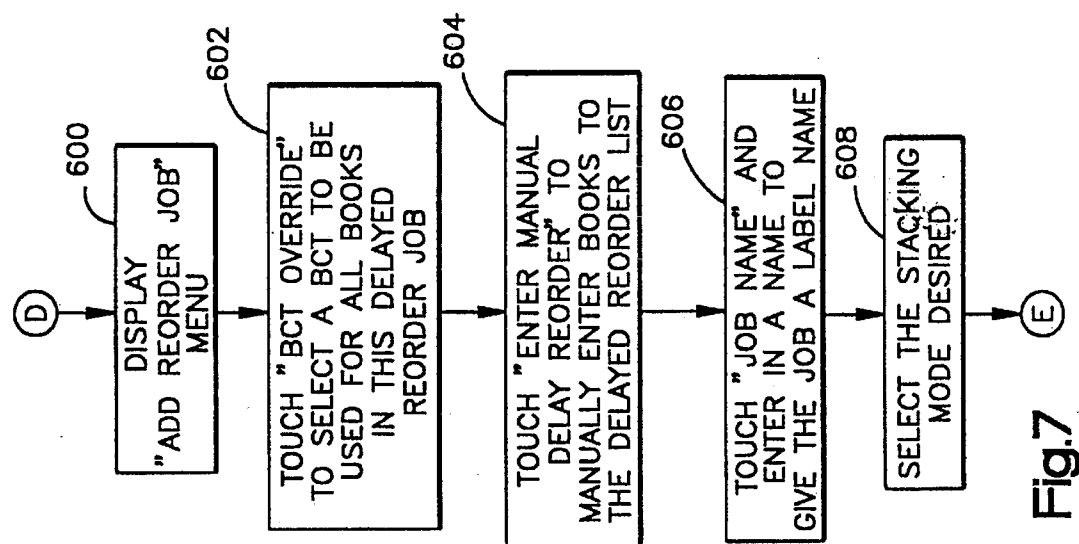 D
600
DISPLAY
"ADD REORDER JOB"
MENU
602
TOUCH "BCT OVERRIDE"
TO SELECT A BCT TO BE
USED FOR ALL BOOKS
IN THIS DELAYED
REORDER JOB
604
TOUCH "ENTER MANUAL
DELAY REORDER" TO
MANUALLY ENTER BOOKS TO
THE DELAYED REORDER LIST
606
TOUCH "JOB NAME" AND
ENTER IN A NAME TO
GIVE THE JOB A LABEL NAME
608
SELECT THE STACKING
MODE DESIRED
E
Fig.7